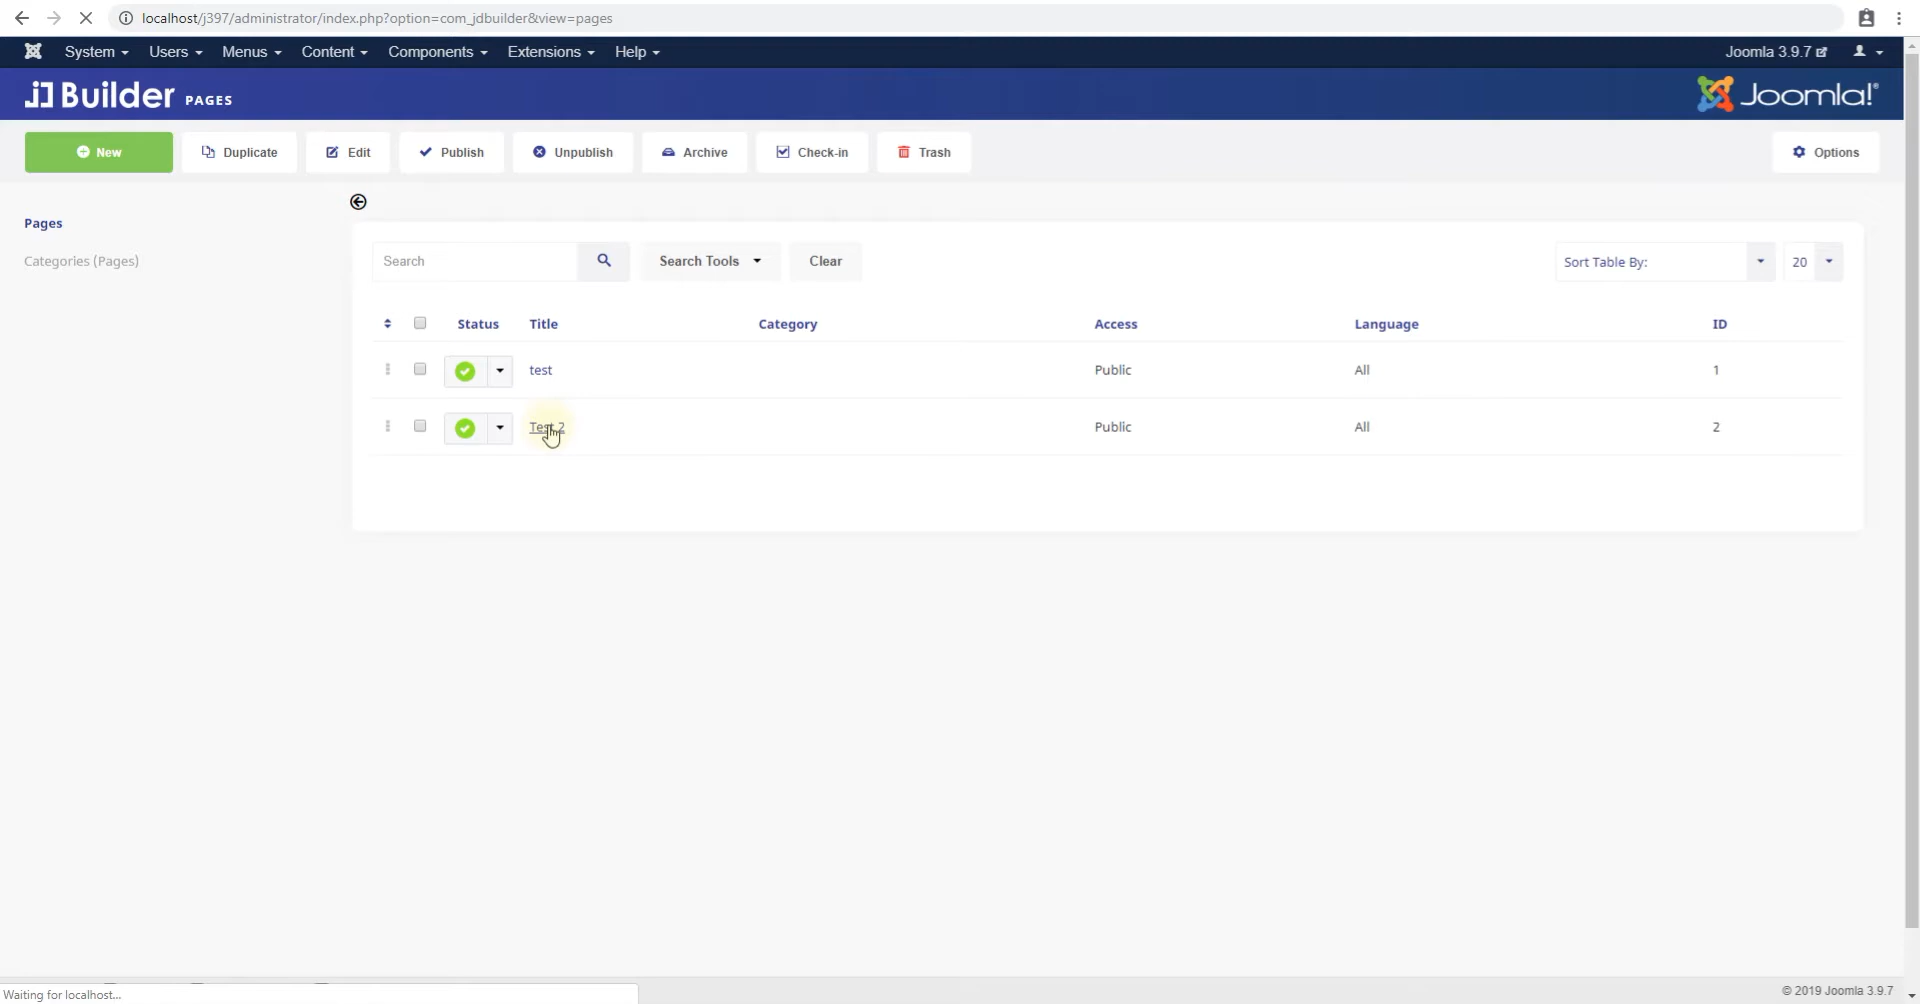 localhost/j397/administrator/index.php?option=com_jdbuilder&view=pages
System Users Menus Content Components Extensions Help Joomla 3.9.7
Builder PAGES Joomla!®
New Duplicate Edit Publish Unpublish Archive Check-in Trash Options
Pages
Categories (Pages)
Search Search Tools Clear Sort Table By: 20
Status Title Category Access Language ID
test Public All 1
Test 2 Public All 2
Waiting for localhost...
© 2019 Joomla 3.9.7